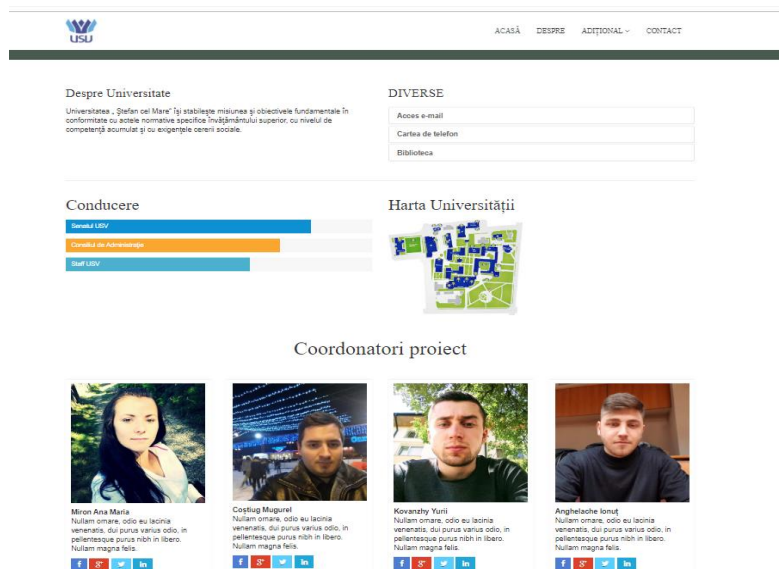 USV
ACASĂ DESPRE ADIȚIONAL CONTACT
Despre Universitate
Universitatea „ Ștefan cel Mare" își stabilește misiunea și obiectivele fundamentale în
conformitate cu actele normative specifice învățământului superior, cu nivelul de
competență acumulat și cu exigențele cererii sociale.
DIVERSE
Acces e-mail
Cartea de telefon
Biblioteca
Conducere
Senatul USV
Consiliul de Administrație
Staff USV
Harta Universității
Coordonatori proiect
Miron Ana Maria
Nullam ornare, odio eu lacinia
venenatis, dui purus varius odio, in
pellentesque purus nibh in libero.
Nullam magna felis.
f g+ in
Coștiug Mugurel
Nullam ornare, odio eu lacinia
venenatis, dui purus varius odio, in
pellentesque purus nibh in libero.
Nullam magna felis.
f g+ in
Kovanzhy Yurii
Nullam ornare, odio eu lacinia
venenatis, dui purus varius odio, in
pellentesque purus nibh in libero.
Nullam magna felis.
f g+ in
Anghelache Ionuț
Nullam ornare, odio eu lacinia
venenatis, dui purus varius odio, in
pellentesque purus nibh in libero.
Nullam magna felis.
f g+ in